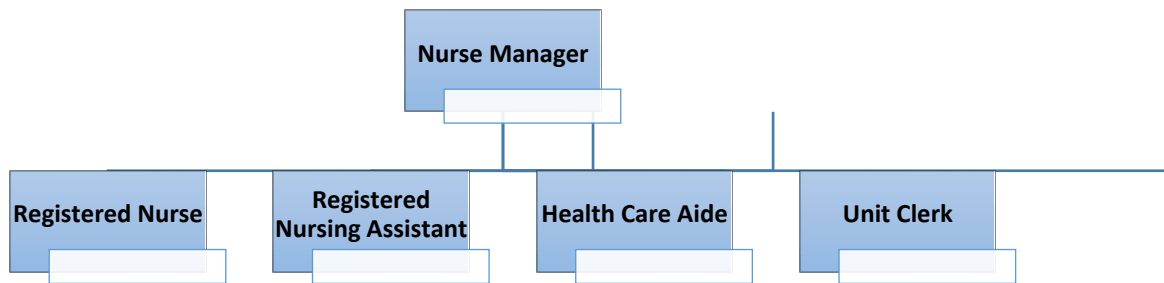 Nurse Manager
Registered Nurse
Registered
Nursing Assistant
Health Care Aide
Unit Clerk